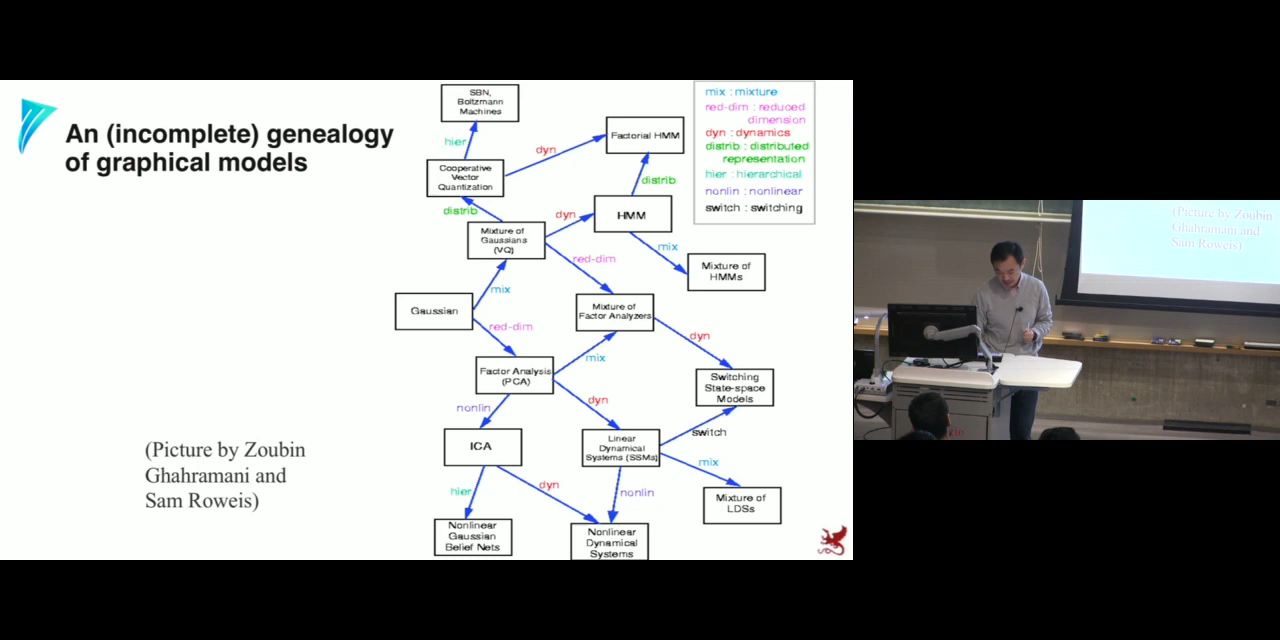 An (incomplete) genealogy
of graphical models
(Picture by Zoubin
Ghahramani and
Sam Roweis)
SBN,
Boltzmann
Machines
hier
Factorial HMM
dyn
Cooperative
Vector
Quantization
distrib
distrib
dyn
HMM
Mixture of
Gaussians
(VQ)
red-dim
mix
Mixture of
HMMs
mix
Gaussian
Mixture of
Factor Analyzers
red-dim
dyn
mix
Factor Analysis
(PCA)
Switching
State-space
Models
dyn
nonlin
switch
ICA
Linear
Dynamical
Systems (SSMs)
mix
hier
dyn
nonlin
Mixture of
LDSs
Nonlinear
Gaussian
Belief Nets
Nonlinear
Dynamical
Systems
mix : mixture
red-dim : reduced
dimension
dyn : dynamics
distrib : distributed
representation
hier : hierarchical
nonlin : nonlinear
switch : switching
(Picture by Zoubin
Ghahramani and
Sam Roweis)